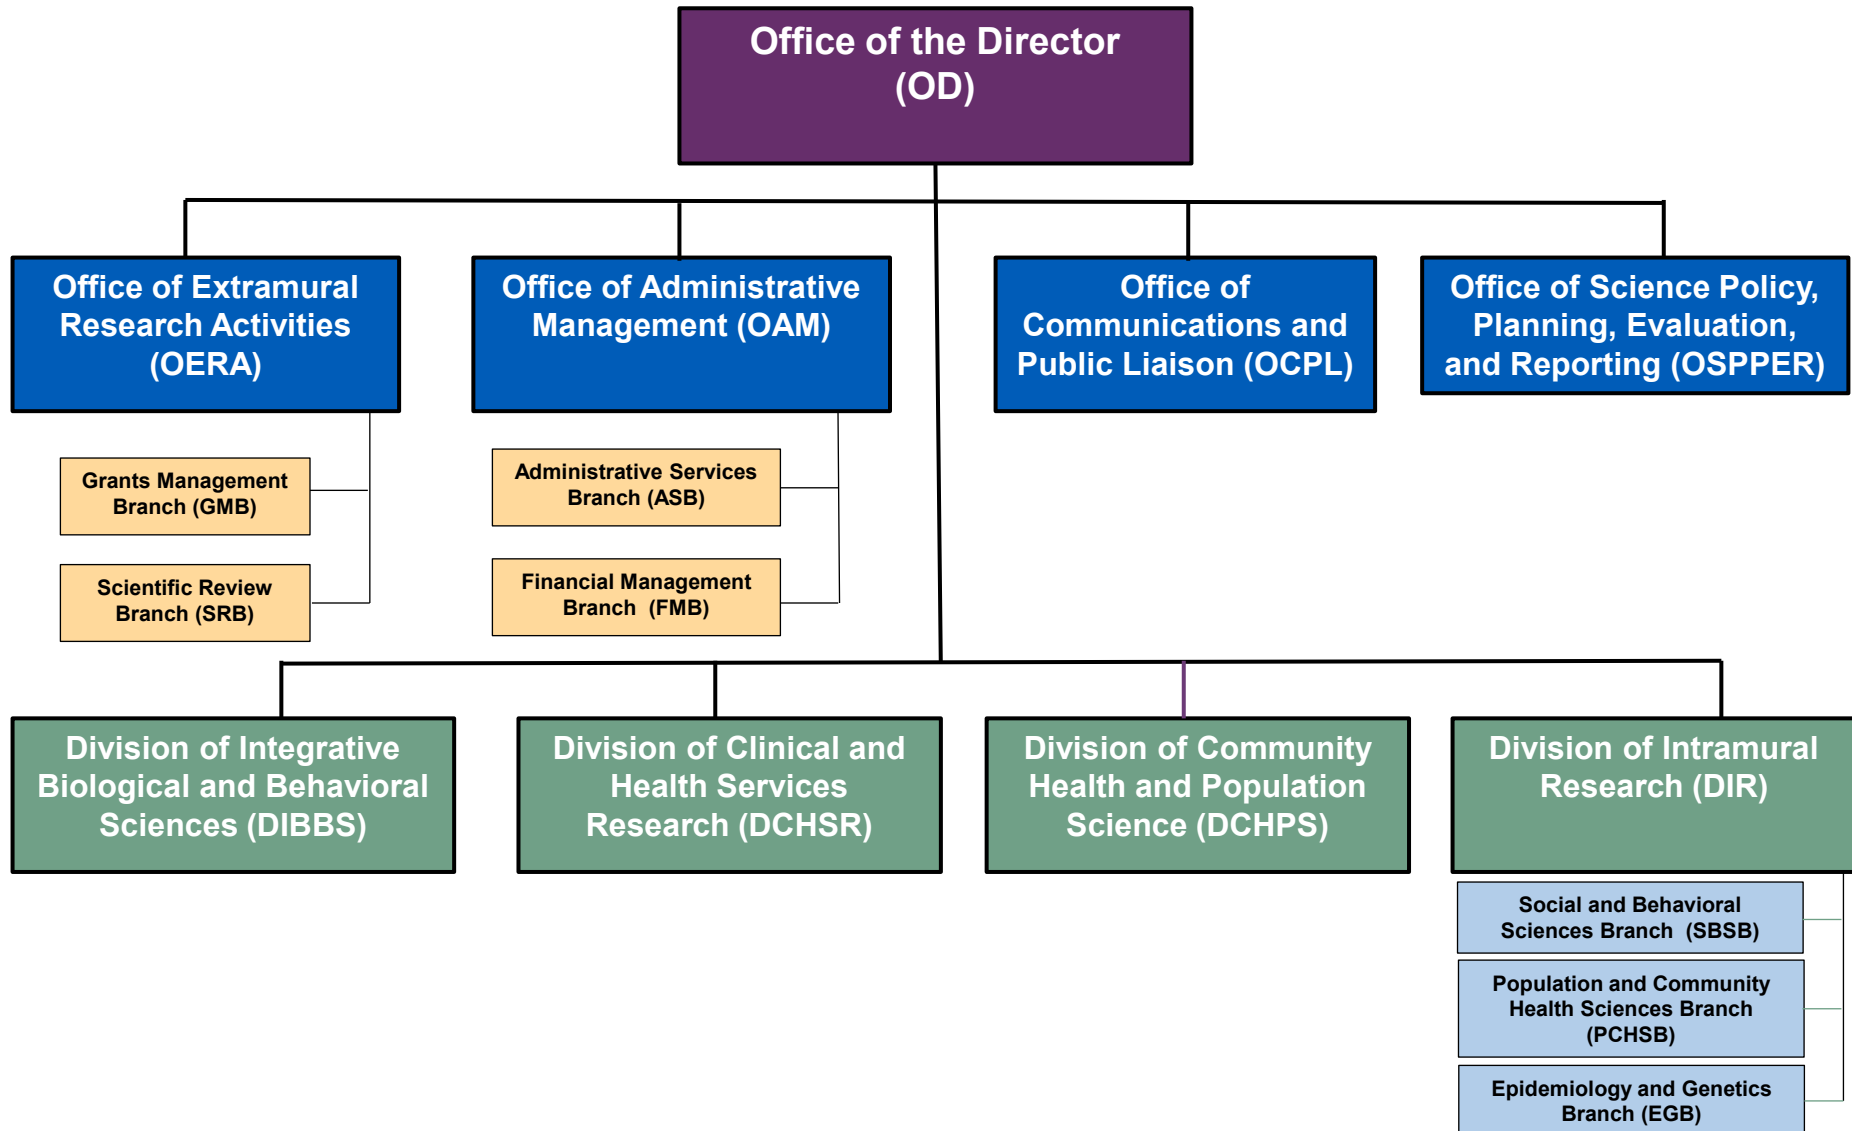 Office of the Director
(OD)
Office of Extramural
Research Activities
(OERA)
Office of Administrative
Management (OAM)
Office of
Communications and
Public Liaison (OCPL)
Office of Science Policy,
Planning, Evaluation,
and Reporting (OSPPER)
Grants Management
Branch (GMB)
Scientific Review
Branch (SRB)
Administrative Services
Branch (ASB)
Financial Management
Branch (FMB)
Division of Integrative
Biological and Behavioral
Sciences (DIBBS)
Division of Clinical and
Health Services
Research (DCHSR)
Division of Community
Health and Population
Science (DCHPS)
Division of Intramural
Research (DIR)
Social and Behavioral
Sciences Branch (SBSB)
Population and Community
Health Sciences Branch
(PCHSB)
Epidemiology and Genetics
Branch (EGB)